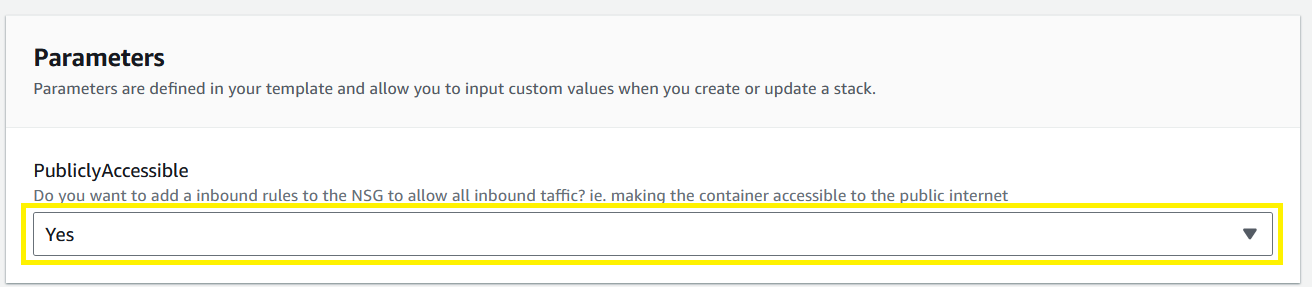 Parameters
Parameters are defined in your template and allow you to input custom values when you create or update a stack.
PubliclyAccessible
Do you want to add a inbound rules to the NSG to allow all inbound taffic? ie. making the container accessible to the public internet
Yes